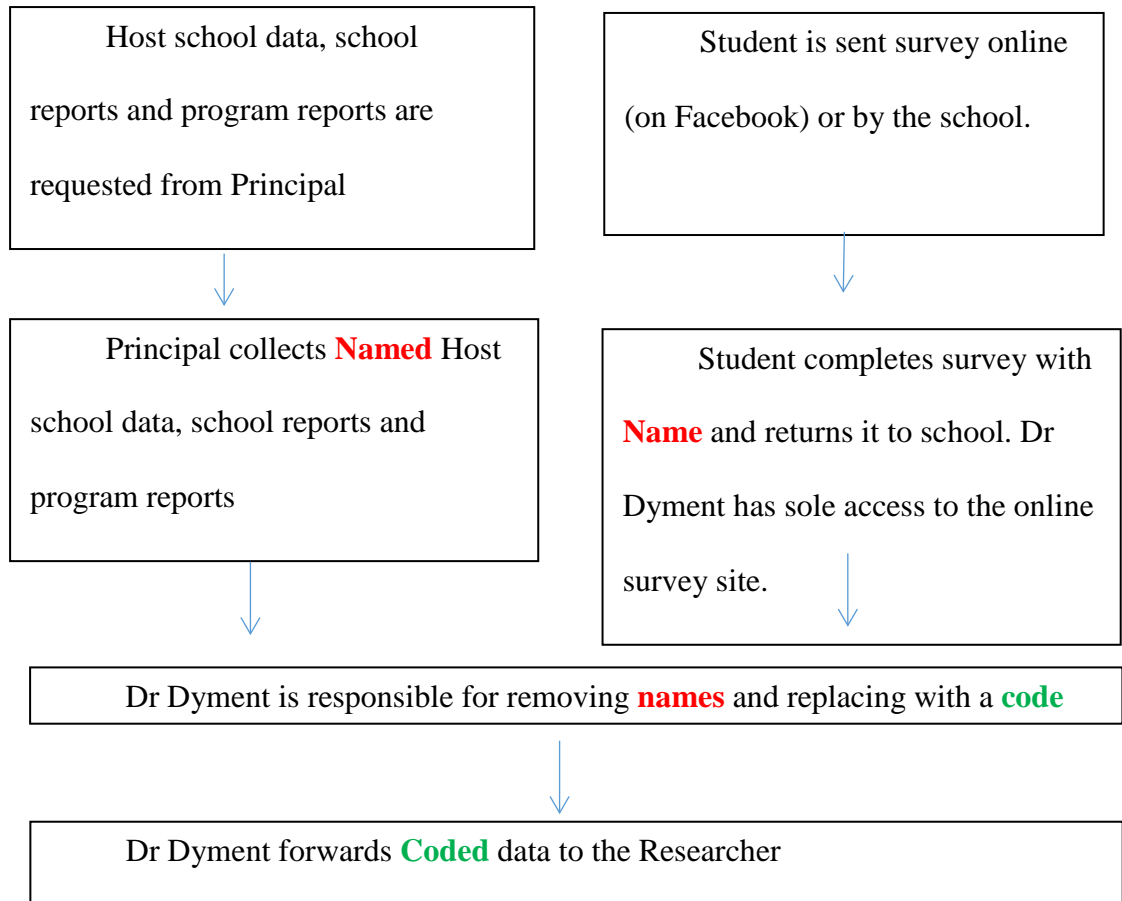 Host school data, school
reports and program reports are
requested from Principal
Student is sent survey online
(on Facebook) or by the school.
Principal collects Named Host
school data, school reports and
program reports
Student completes survey with
Name and returns it to school. Dr
Dyment has sole access to the online
survey site.
Dr Dyment is responsible for removing names and replacing with a code
Dr Dyment forwards Coded data to the Researcher